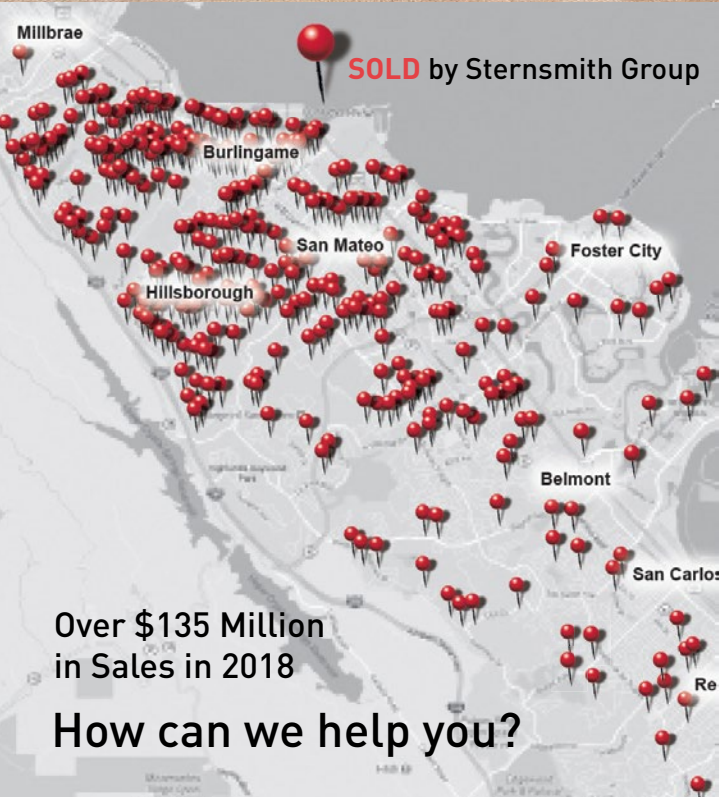 Millbrae
SOLD by Sternsmith Group
Burlingame
San Mateo
Foster City
Hillsborough
Belmont
San Carlos
Over $135 Million
in Sales in 2018
Re
How can we help you?